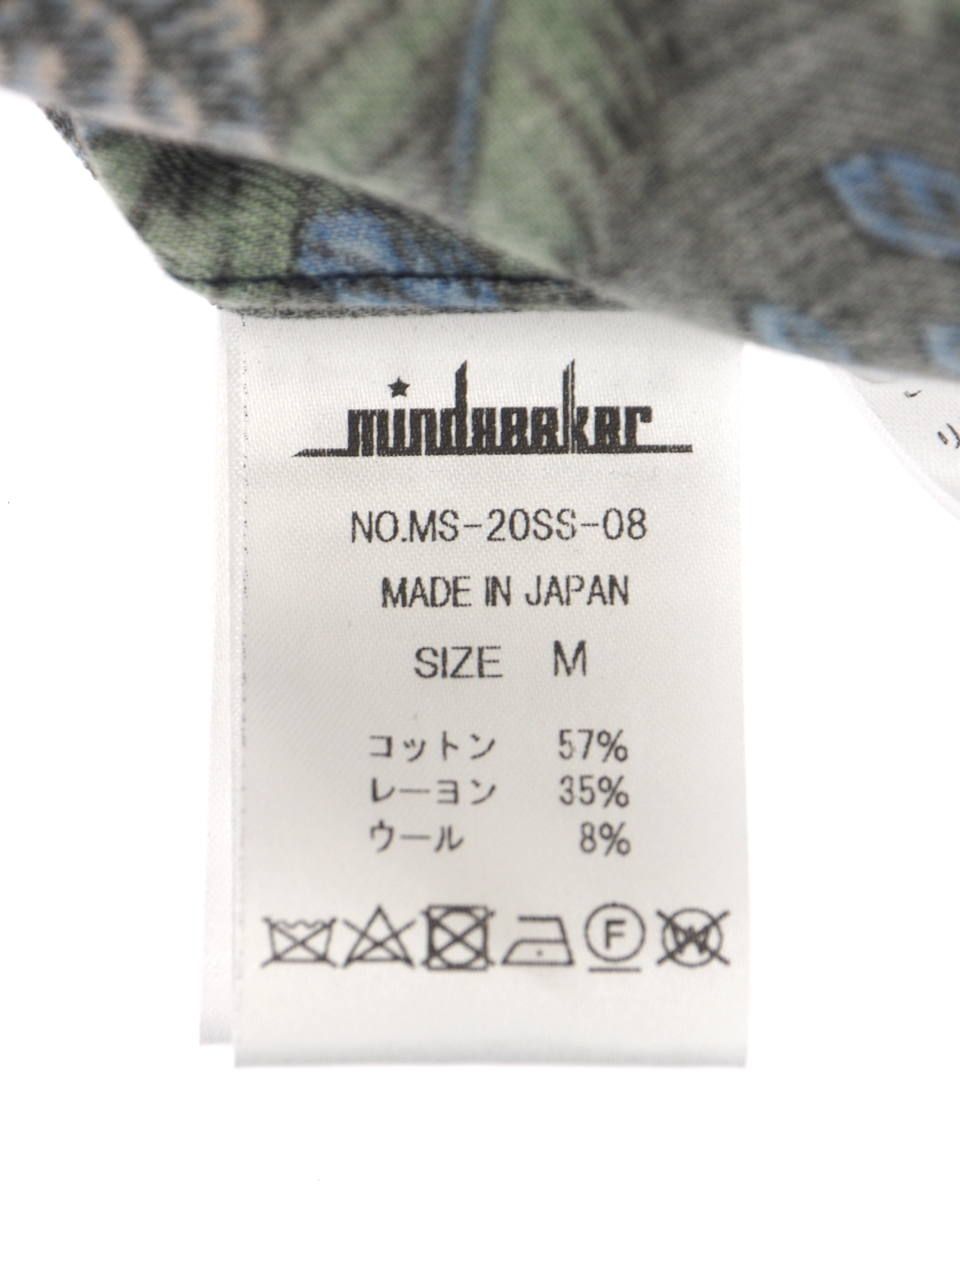 mindseeker
NO.MS-20SS-08
MADE IN JAPAN
SIZE M
コットン 57%
レーヨン 35%
ウール 8%
F
W